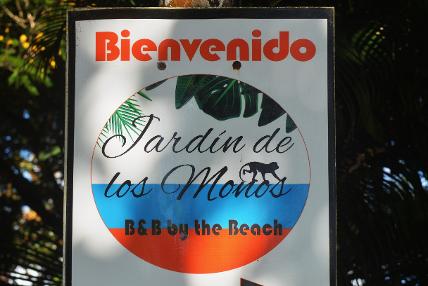 Bienvenido
Jardín de
los Monos
B&B by the Beach